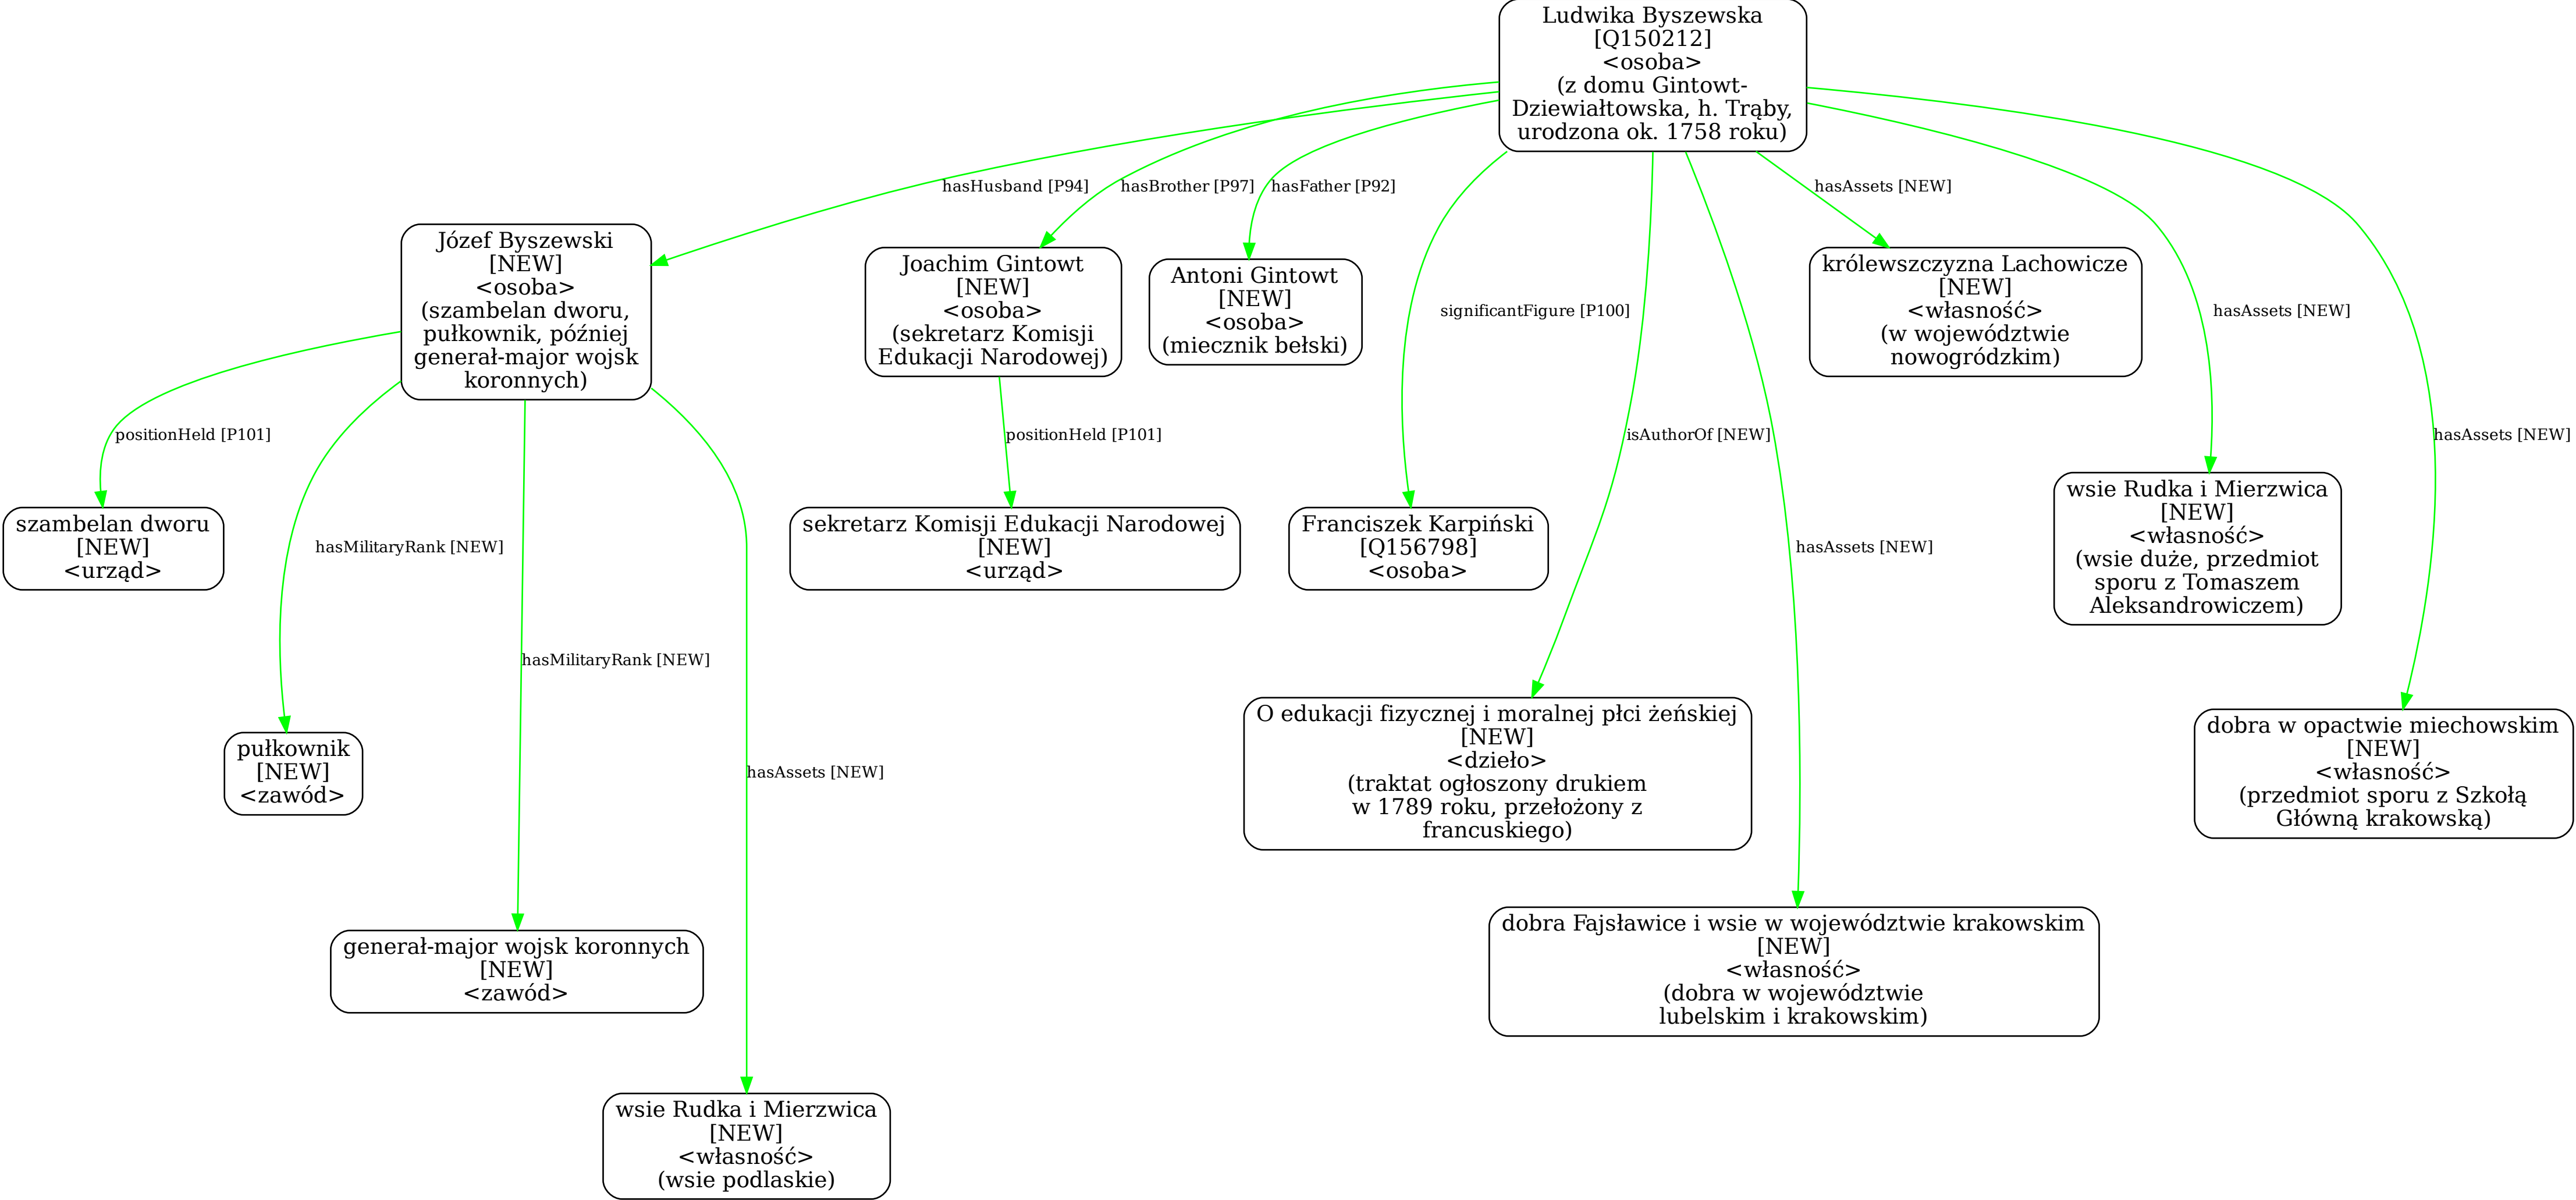 Ludwika Byszewska
[Q150212]
<osoba>
(z domu Gintowt-
Dziewiałtowska, h. Trąby,
urodzona ok. 1758 roku)
hasHusband [P94]
hasBrother [P97]
hasFather [P92]
hasAssets [NEW]
Józef Byszewski
[NEW]
<osoba>
(szambelan dworu,
pułkownik, później
generał-major wojsk
koronnych)
Joachim Gintowt
[NEW]
<osoba>
(sekretarz Komisji
Edukacji Narodowej)
Antoni Gintowt
[NEW]
<osoba>
(miecznik bełski)
significantFigure [P100]
królewszczyzna Lachowicze
[NEW]
<własność>
(w województwie
nowogródzkim)
hasAssets [NEW]
positionHeld [P101]
positionHeld [P101]
isAuthorOf [NEW]
hasAssets [NEW]
szambelan dworu
[NEW]
<urząd>
hasMilitaryRank [NEW]
sekretarz Komisji Edukacji Narodowej
[NEW]
<urząd>
Franciszek Karpiński
[Q156798]
<osoba>
hasAssets [NEW]
wsie Rudka i Mierzwica
[NEW]
<własność>
(wsie duże, przedmiot
sporu z Tomaszem
Aleksandrowiczem)
hasMilitaryRank [NEW]
pułkownik
[NEW]
<zawód>
hasAssets [NEW]
O edukacji fizycznej i moralnej płci żeńskiej
[NEW]
<dzieło>
(traktat ogłoszony drukiem
w 1789 roku, przełożony z
francuskiego)
dobra w opactwie miechowskim
[NEW]
<własność>
(przedmiot sporu z Szkołą
Główną krakowską)
generał-major wojsk koronnych
[NEW]
<zawód>
dobra Fajsławice i wsie w województwie krakowskim
[NEW]
<własność>
(dobra w województwie
lubelskim i krakowskim)
wsie Rudka i Mierzwica
[NEW]
<własność>
(wsie podlaskie)